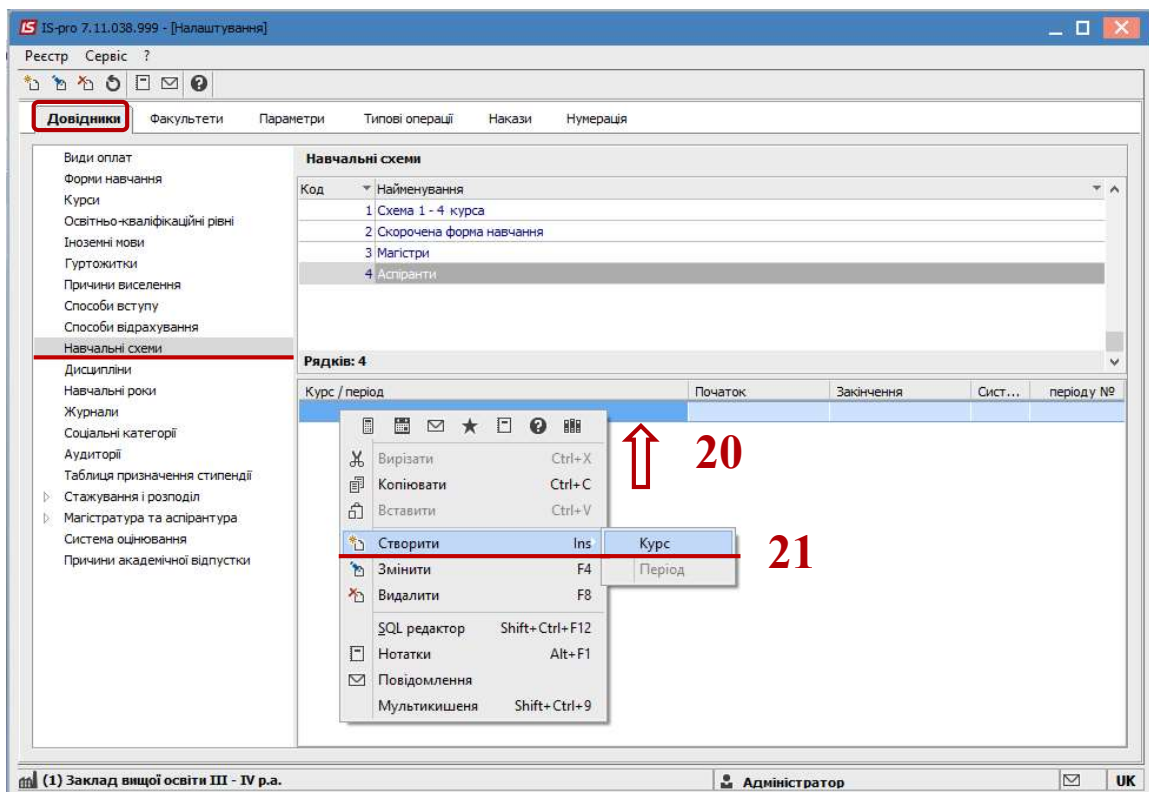 IS-pro 7.11.038.999 - [Налаштування]
Реєстр Сервіс ?
Довідники Факультети Параметри Типові операції Накази Нумерація
Види оплат
Форми навчання
Курси
Освітньо-кваліфікаційні рівні
Іноземні мови
Гуртожитки
Причини виселення
Способи вступу
Способи відрахування
Навчальні схеми
Дисципліни
Навчальні роки
Журнали
Соціальні категорії
Аудиторії
Таблиця призначення стипендії
Стажування і розподіл
Магістратура та аспірантура
Система оцінювання
Причини академічної відпустки
Навчальні схеми
Код Найменування
1 Схема 1 - 4 курса
2 Скорочена форма навчання
3 Магістри
4 Аспіранти
Рядків: 4
Курс / період Початок Закінчення Сист... періоду №
20
Вирізати Ctrl+X
Копіювати Ctrl+C
Вставити Ctrl+V
Створити Ins
Змінити F4
Видалити F8
SQL редактор Shift+Ctrl+F12
Нотатки Alt+F1
Повідомлення
Мультикишеня Shift+Ctrl+9
Курс
Період
21
(1) Заклад вищої освіти III - IV р.а. Адміністратор UK